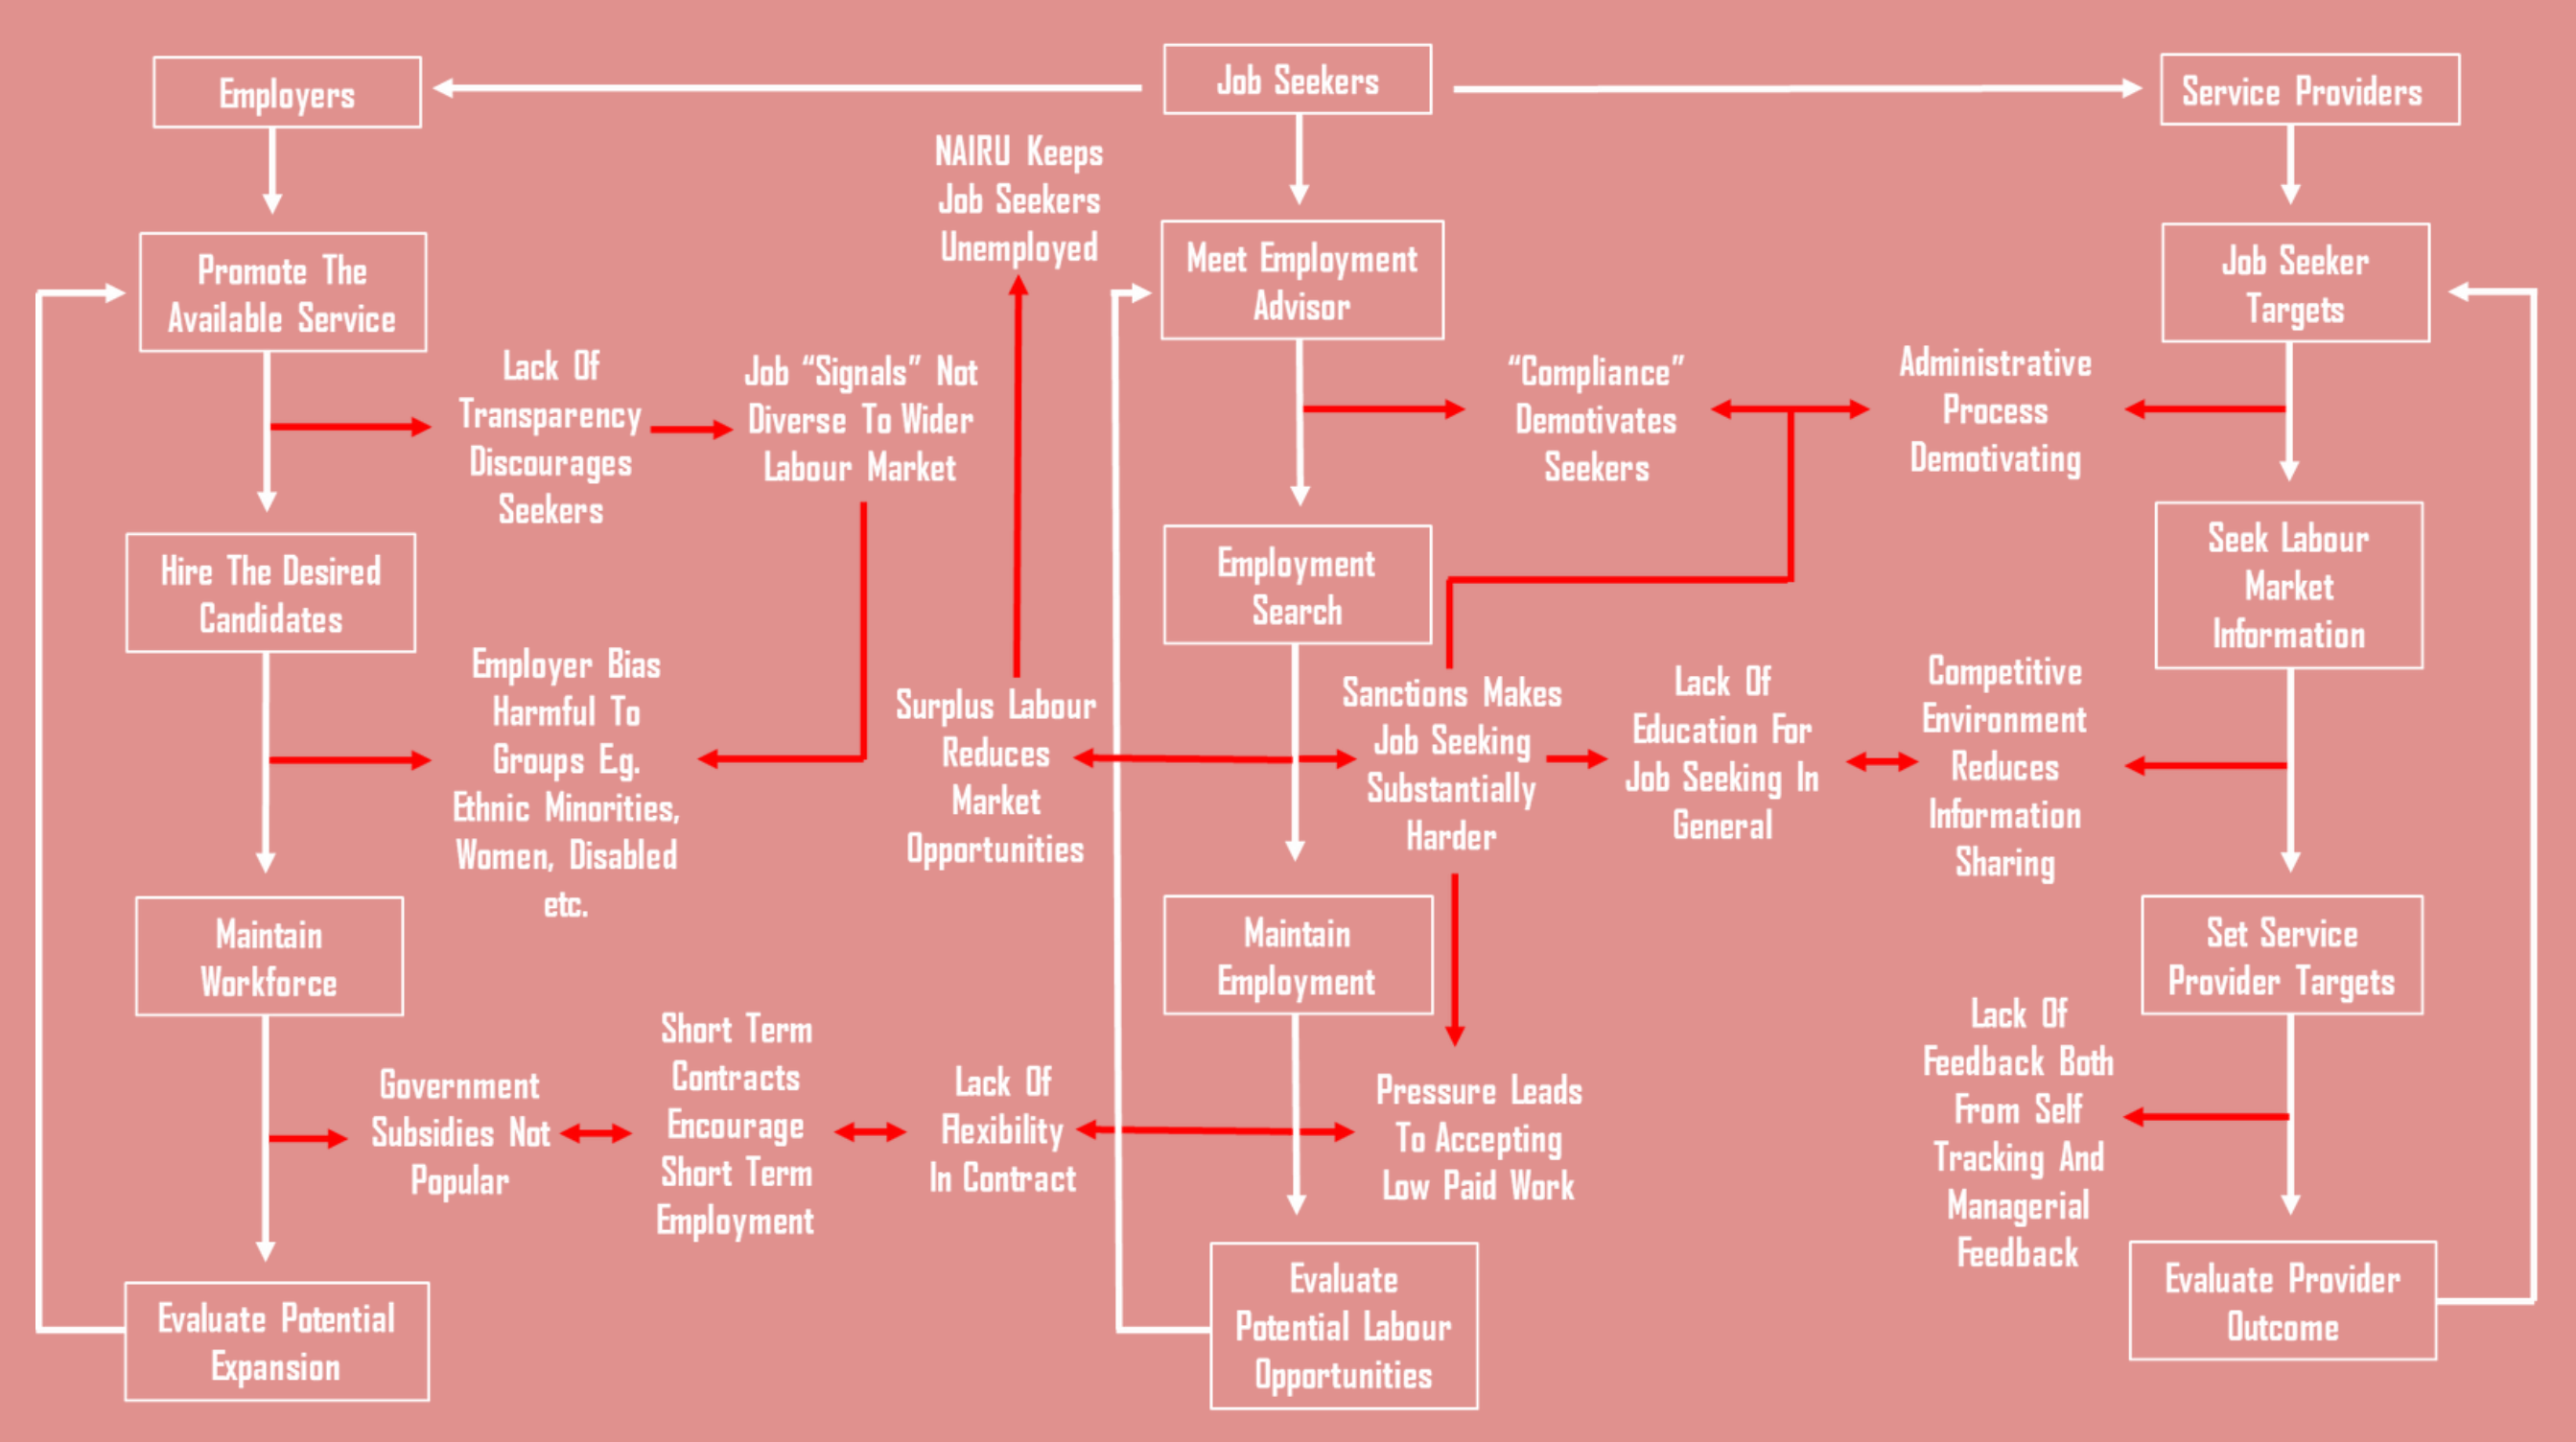 Employers
Job Seekers
Service Providers
NAIRU Keeps
Job Seekers
Unemployed
Promote The
Available Service
Meet Employment
Advisor
Job Seeker
Targets
Lack Of
Transparency
Discourages
Seekers
Job “Signals” Not
Diverse To Wider
Labour Market
“Compliance”
Demotivates
Seekers
Administrative
Process
Demotivating
Hire The Desired
Candidates
Employment
Search
Seek Labour
Market
Information
Employer Bias
Harmful To
Groups E.g.
Ethnic Minorities,
Women, Disabled
etc.
Surplus Labour
Reduces
Market
Opportunities
Sanctions Makes
Job Seeking
Substantially
Harder
Lack Of
Education For
Job Seeking In
General
Competitive
Environment
Reduces
Information
Sharing
Maintain
Workforce
Maintain
Employment
Set Service
Provider Targets
Government
Subsidies Not
Popular
Short Term
Contracts
Encourage
Short Term
Employment
Lack Of
Flexibility
In Contract
Pressure Leads
To Accepting
Low Paid Work
Lack Of
Feedback Both
From Self
Tracking And
Managerial
Feedback
Evaluate Potential
Expansion
Evaluate
Potential Labour
Opportunities
Evaluate Provider
Outcome